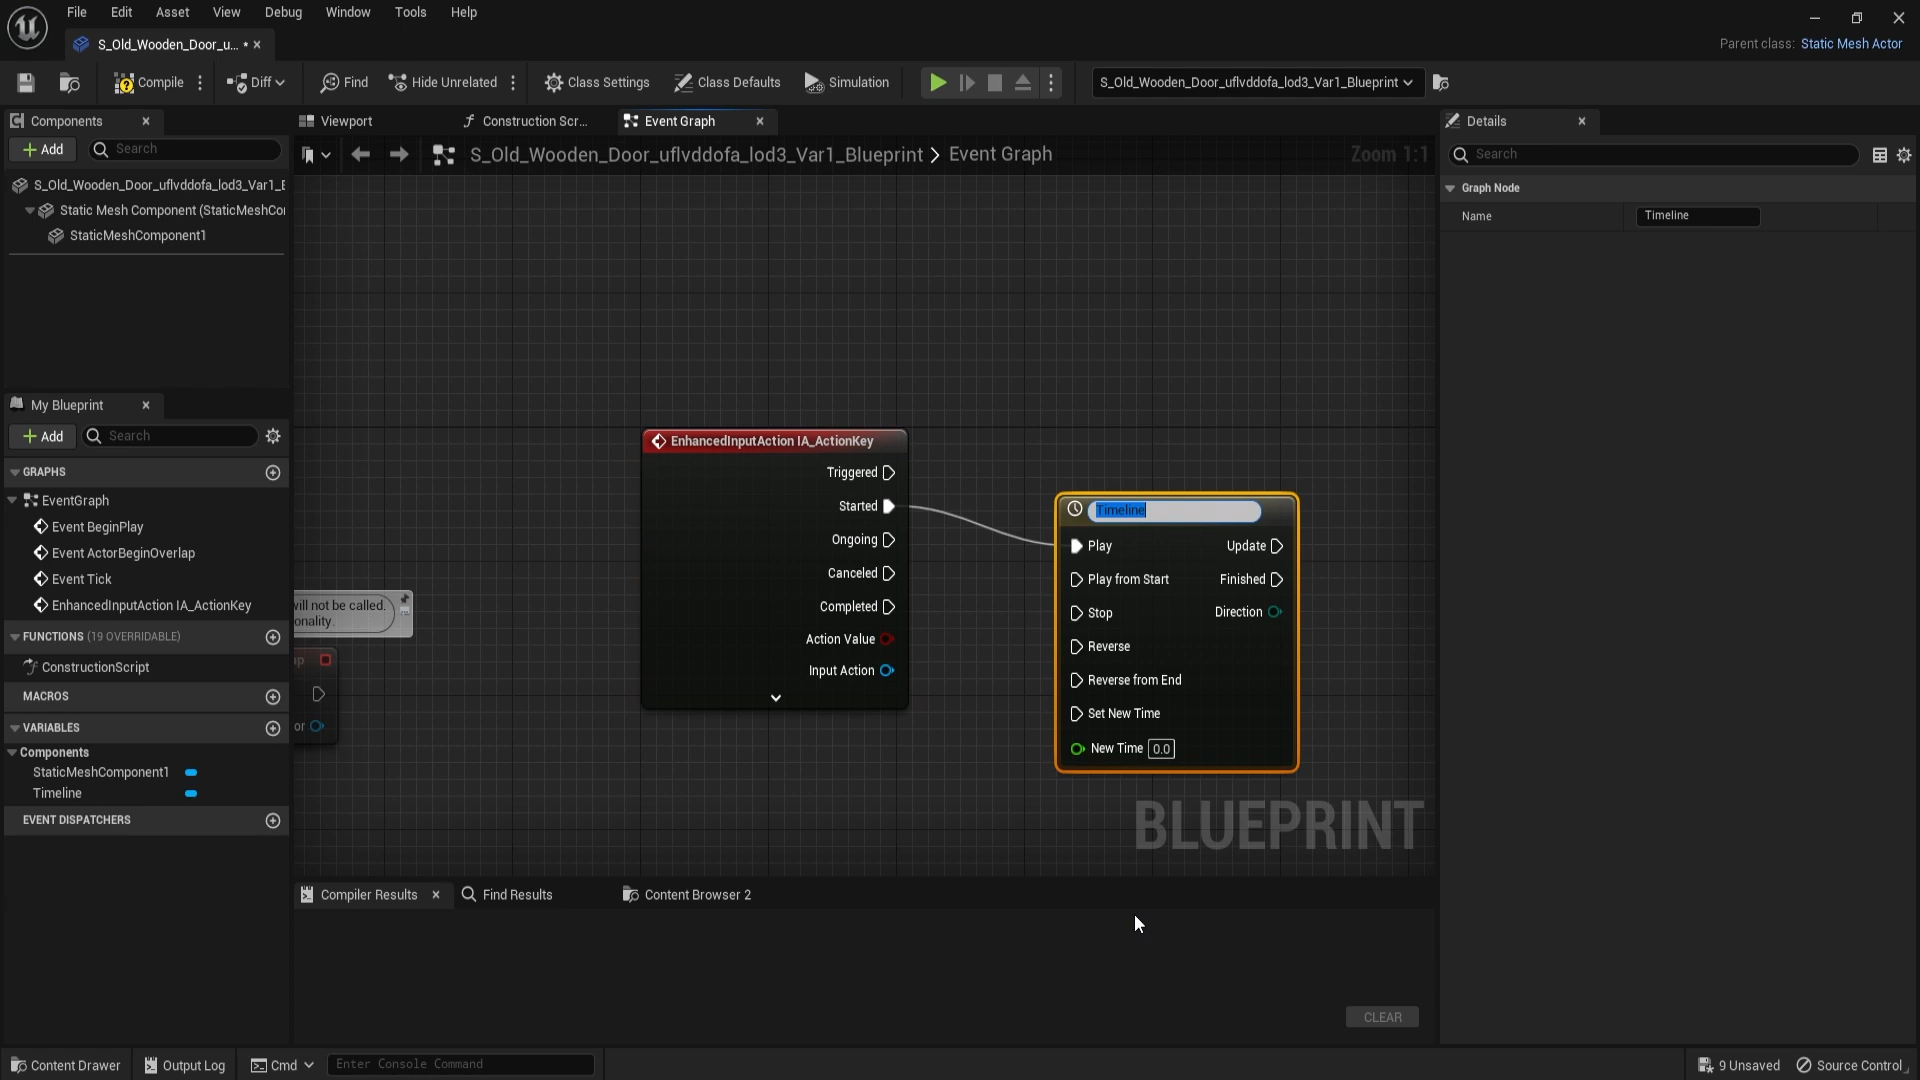 File Edit Asset View Debug Window Tools Help
S_Old_Wooden_Door_u... •
Parent class: Static Mesh Actor
Compile Diff Find Hide Unrelated Class Settings Class Defaults Simulation S_Old_Wooden_Door_uflvddofa_lod3_Var1_Blueprint
Components Viewport Construction Scr... Event Graph Details
Add Search
S_Old_Wooden_Door_uflvddofa_lod3_Var1_Blueprint > Event Graph Zoom 1:1
Search
S_Old_Wooden_Door_uflvddofa_lod3_Var1_E
Static Mesh Component (StaticMeshCo
StaticMeshComponent1
Graph Node
Name Timeline
My Blueprint
Add Search
GRAPHS
EventGraph
Event BeginPlay
Event ActorBeginOverlap
Event Tick
EnhancedInputAction IA_ActionKey
FUNCTIONS (19 OVERRIDABLE)
ConstructionScript
MACROS
VARIABLES
Components
StaticMeshComponent1
Timeline
EVENT DISPATCHERS
will not be called.
onality.
or
EnhancedInputAction IA_ActionKey
Triggered
Started
Ongoing
Canceled
Completed
Action Value
Input Action
Timeline
Play Update
Play from Start Finished
Stop Direction
Reverse
Reverse from End
Set New Time
New Time 0.0
BLUEPRINT
Compiler Results Find Results Content Browser 2
CLEAR
Content Drawer Output Log Cmd Enter Console Command 9 Unsaved Source Control